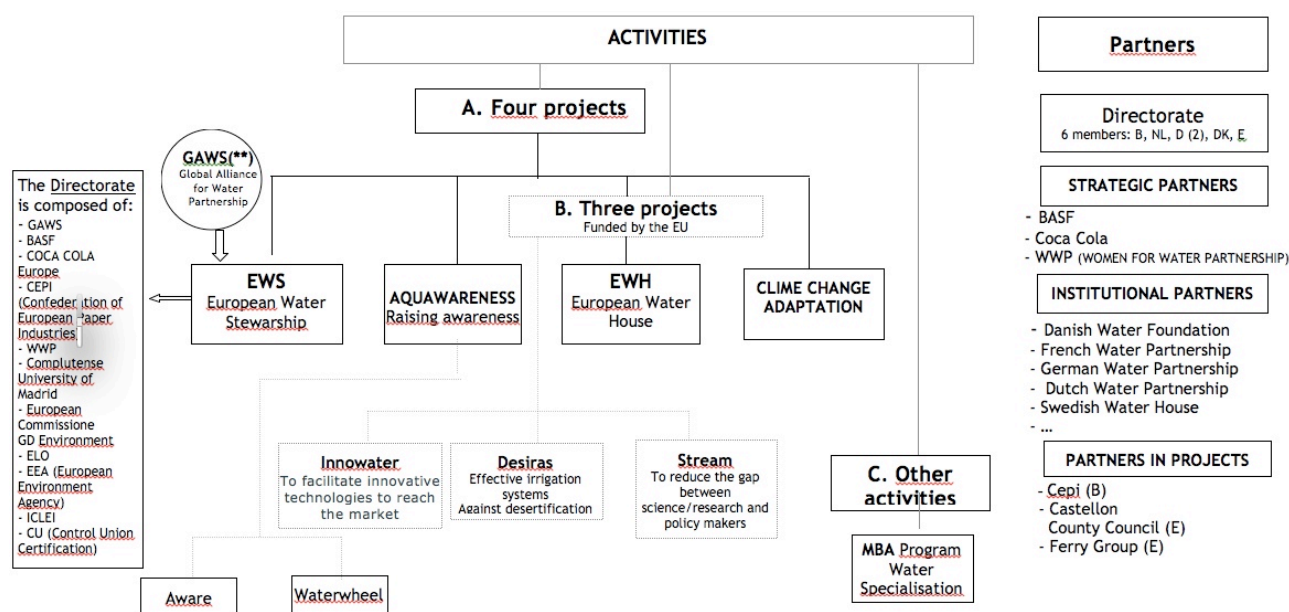 ACTIVITIES
A. Four projects
GAWS(**)
Global Alliance
for Water
Partnership
B. Three projects
Funded by the EU
The Directorate
is composed of:
- GAWS
- BASF
- COCA COLA
Europe
- CEPI
(Confederation of
European Paper
Industries)
- WWP
- Complutense
University of
Madrid
- European
Commissione
GD Environment
- ELO
- EEA (European
Environment
Agency)
- ICLEI
- CU (Control Union
Certification)
EWS
European Water
Stewarship
AQUAWARENESS
Raising awareness
EWH
European Water
House
CLIME CHANGE
ADAPTATION
Innowater
To facilitate innovative
technologies to reach
the market
Desiras
Effective irrigation
systems
Against desertification
Stream
To reduce the gap
between
science/research and
policy makers
C. Other
activities
MBA Program
Water
Specialisation
Aware
Waterwheel
Partners
Directorate
6 members: B, NL, D (2), DK, E
STRATEGIC PARTNERS
- BASF
- Coca Cola
- WWP (WOMEN FOR WATER PARTNERSHIP)
INSTITUTIONAL PARTNERS
- Danish Water Foundation
- French Water Partnership
- German Water Partnership
- Dutch Water Partnership
- Swedish Water House
- ...
PARTNERS IN PROJECTS
- Cepi (B)
- Castellon
County Council (E)
- Ferry Group (E)